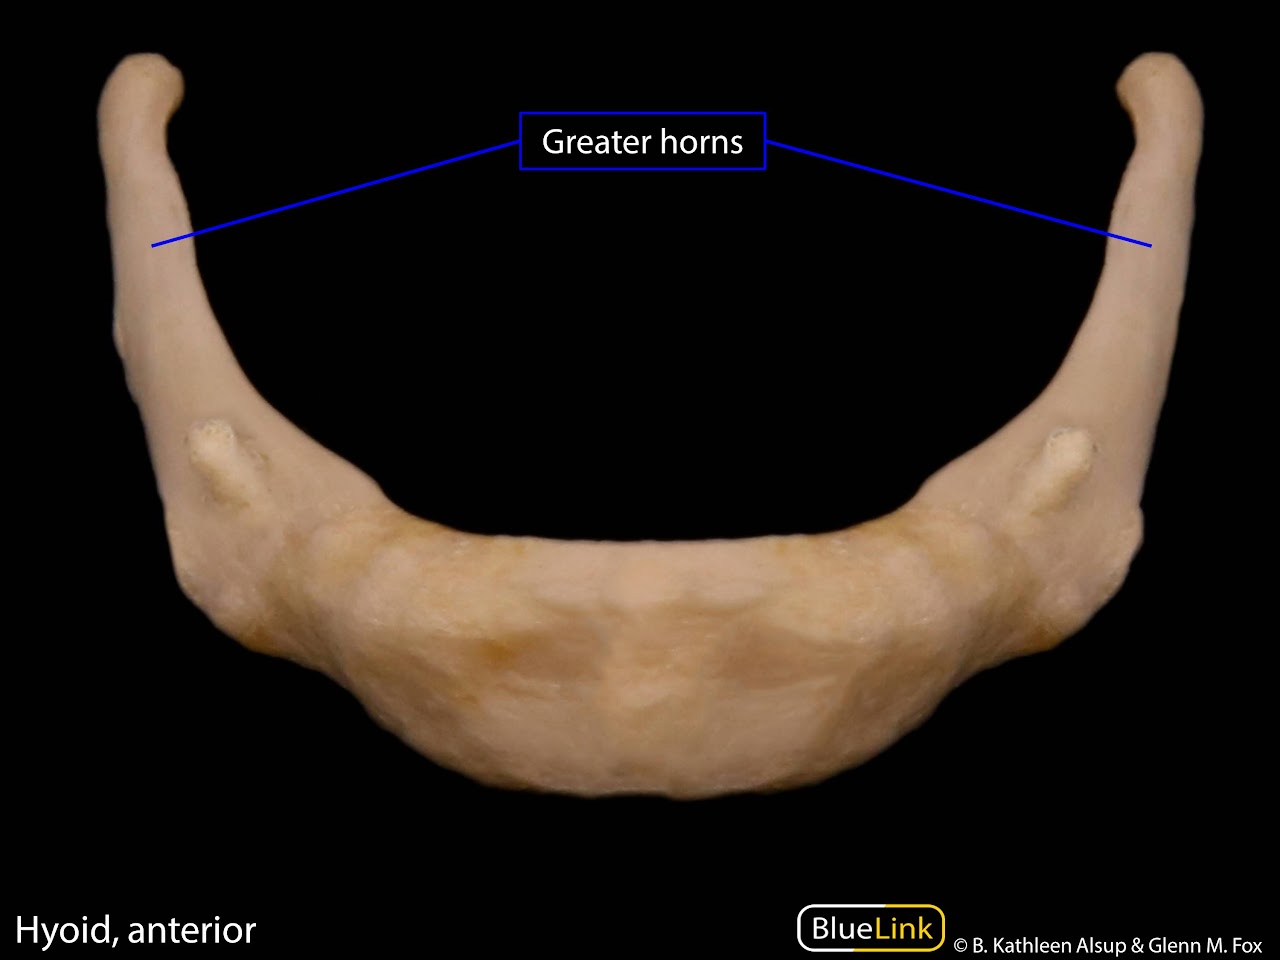 Greater horns
Hyoid, anterior
BlueLink
© B. Kathleen Alsup & Glenn M. Fox